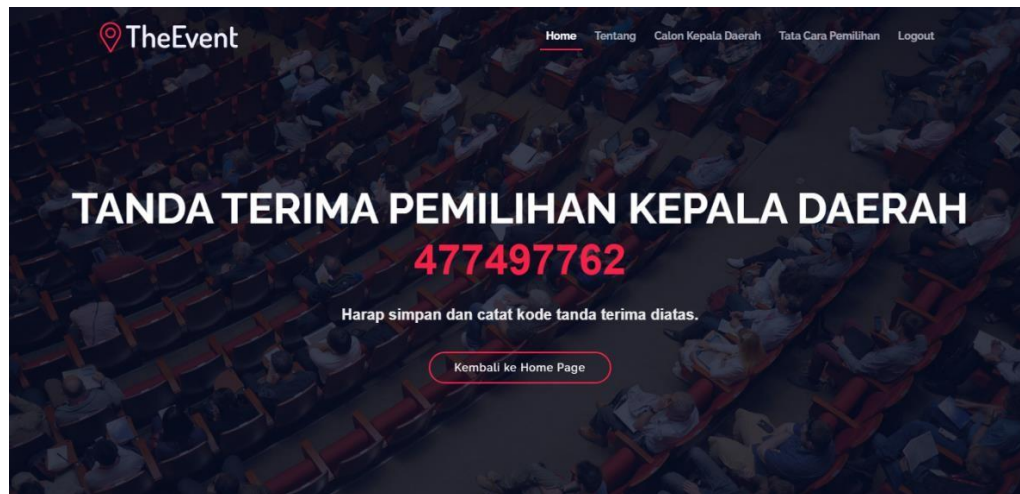 TheEvent
Home Tentang Calon Kepala Daerah Tata Cara Pemilihan Logout
TANDA TERIMA PEMILIHAN KEPALA DAERAH
477497762
Harap simpan dan catat kode tanda terima diatas.
Kembali ke Home Page